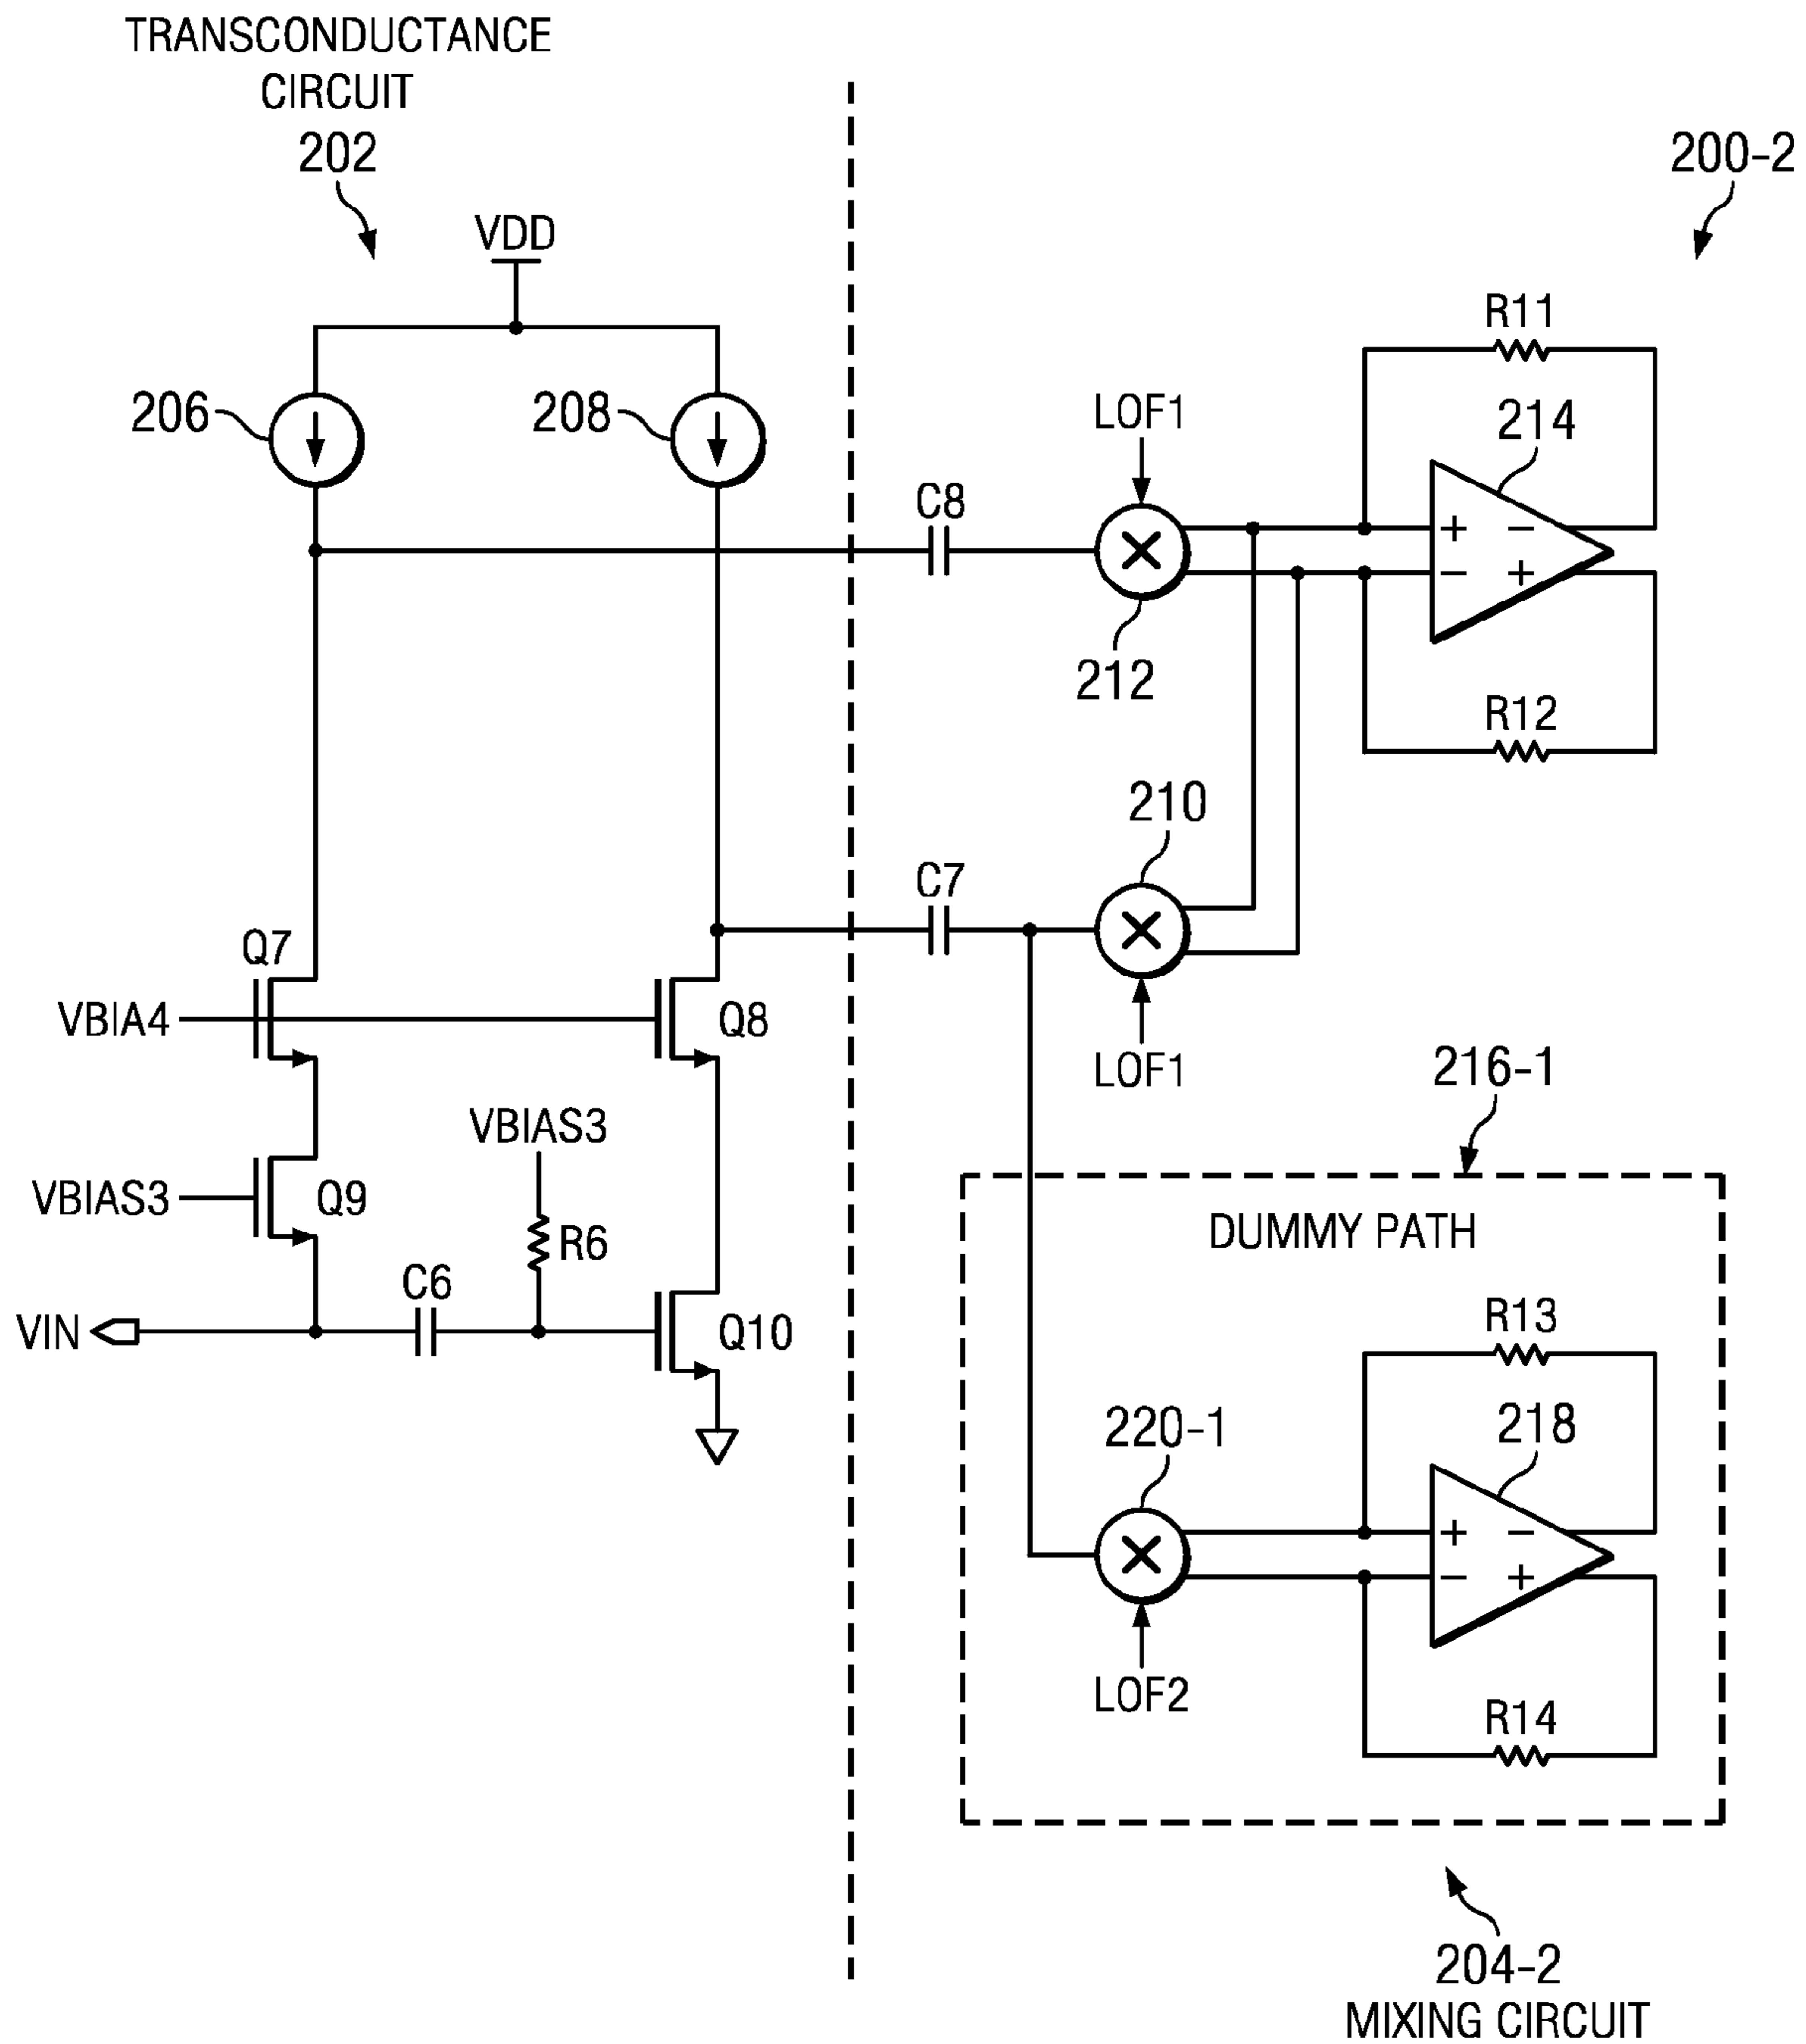 TRANSCONDUCTANCE
CIRCUIT
202
200-2
VDD
206
208
LOF1
R11
214
+ −
− +
C8
212
R12
210
C7
LOF1
Q7
VBIA4
Q8
VBIAS3
VBIAS3
Q9
R6
C6
VIN
Q10
216-1
DUMMY PATH
R13
220-1
218
+ −
− +
LOF2
R14
204-2
MIXING CIRCUIT